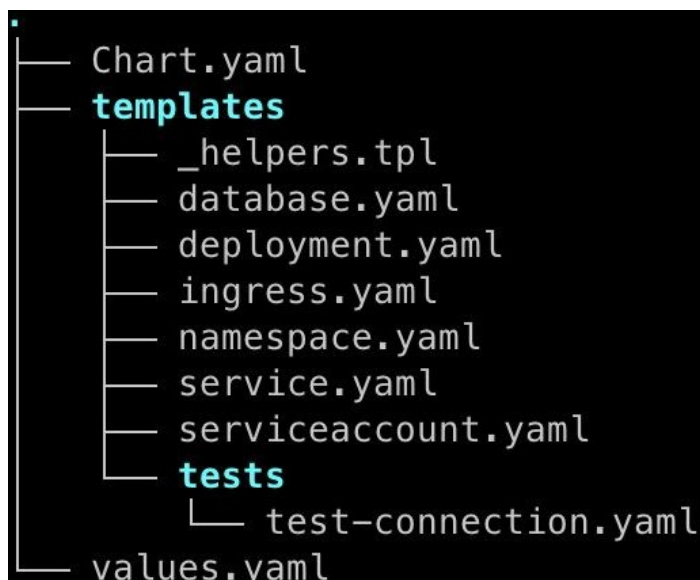 .
Chart.yaml
templates
_helpers.tpl
database.yaml
deployment.yaml
ingress.yaml
namespace.yaml
service.yaml
serviceaccount.yaml
tests
test-connection.yaml
values.yaml